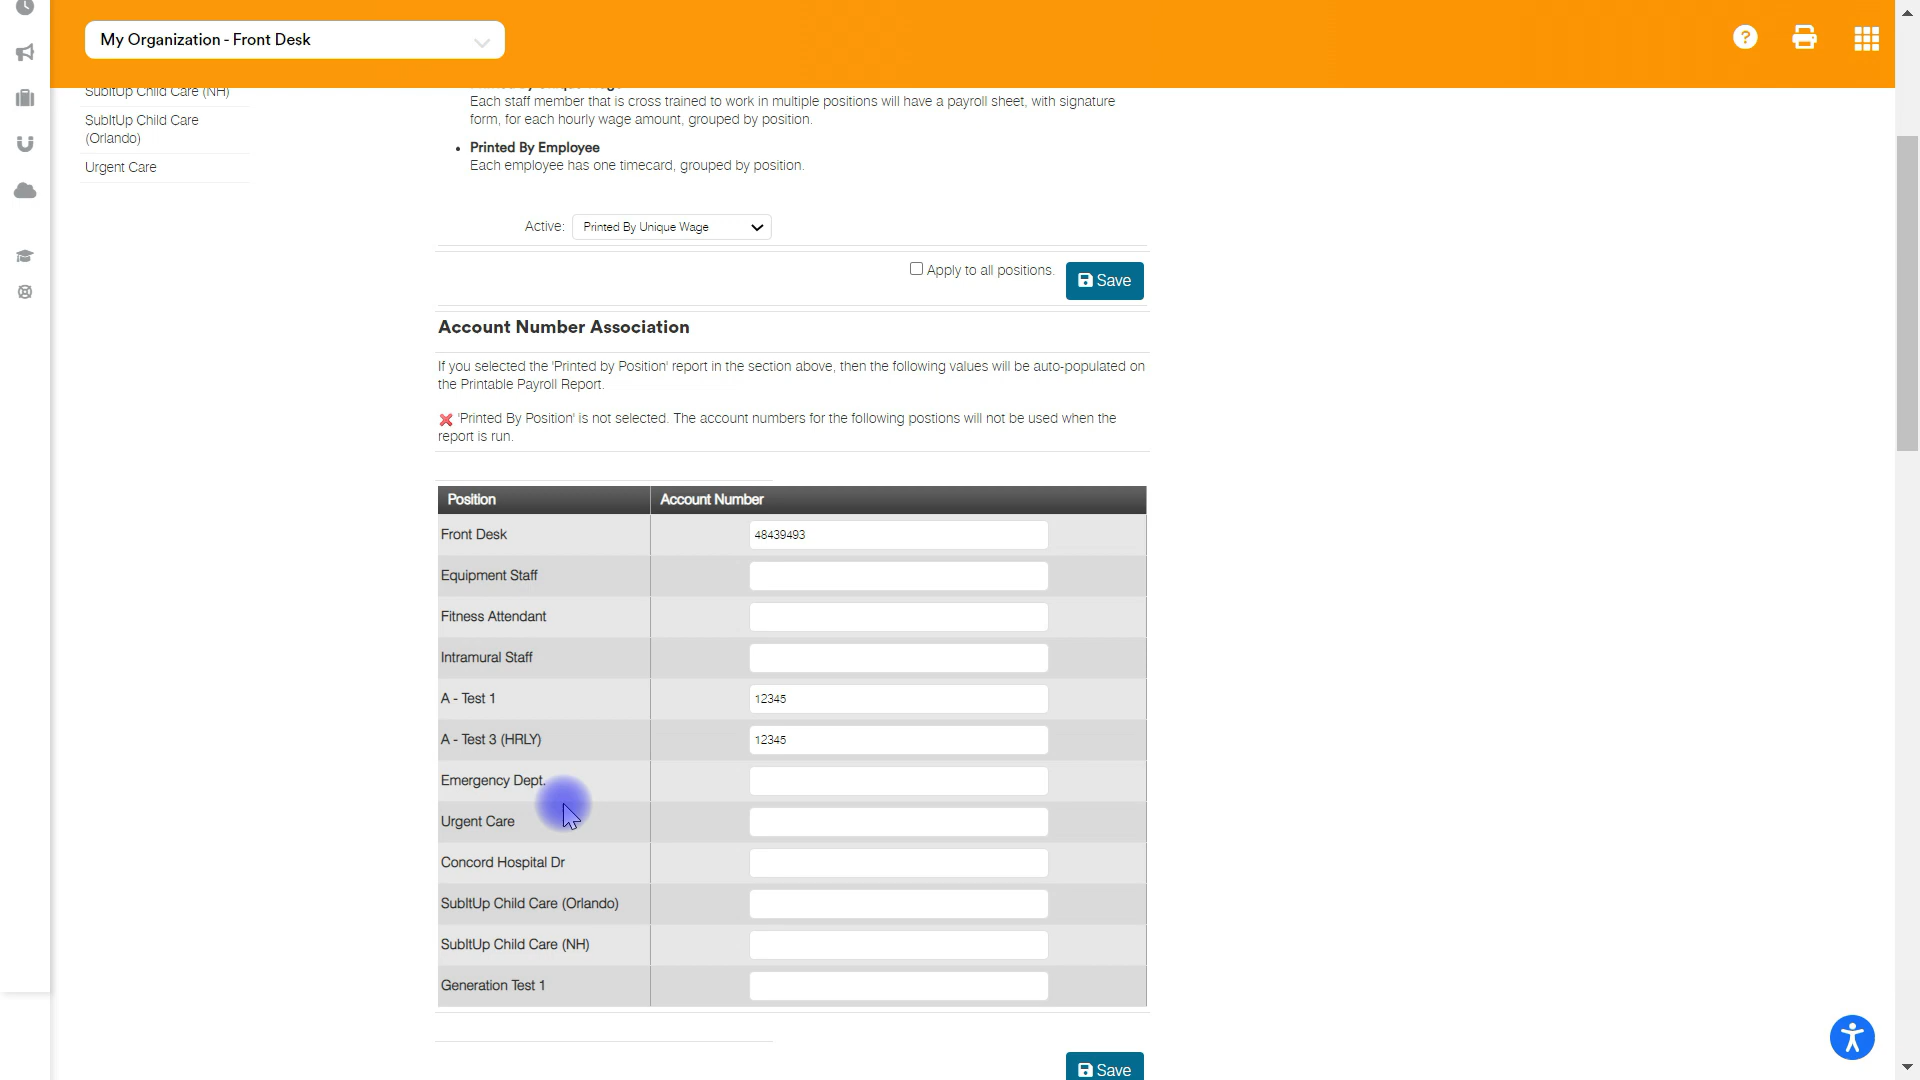 My Organization - Front Desk
SubItUp Child Care (NH)
SubItUp Child Care
(Orlando)
Urgent Care
Each staff member that is cross trained to work in multiple positions will have a payroll sheet, with signature
form, for each hourly wage amount, grouped by position.
• Printed By Employee
Each employee has one timecard, grouped by position.
Active: Printed By Unique Wage
Apply to all positions. Save
Account Number Association
If you selected the 'Printed by Position' report in the section above, then the following values will be auto-populated on
the Printable Payroll Report.
'Printed By Position' is not selected. The account numbers for the following postions will not be used when the
report is run.
Position Account Number
Front Desk 48439493
Equipment Staff
Fitness Attendant
Intramural Staff
A - Test 1 12345
A - Test 3 (HRLY) 12345
Emergency Dept.
Urgent Care
Concord Hospital Dr
SubItUp Child Care (Orlando)
SubItUp Child Care (NH)
Generation Test 1
Save